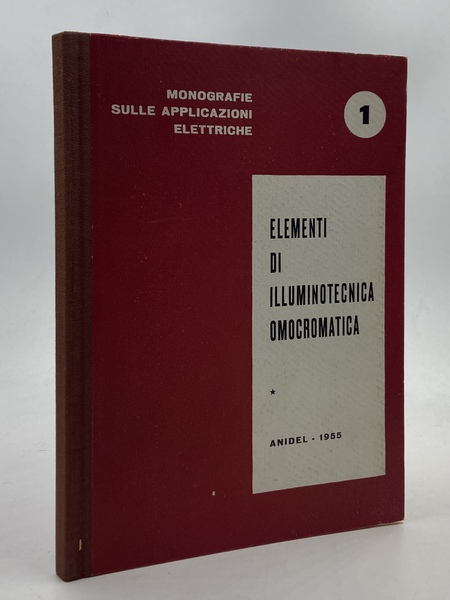 MONOGRAFIE
SULLE APPLICAZIONI
ELETTRICHE
1
ELEMENTI
DI
ILLUMINOTECNICA
OMOCROMATICA
*
ANIDEL - 1955